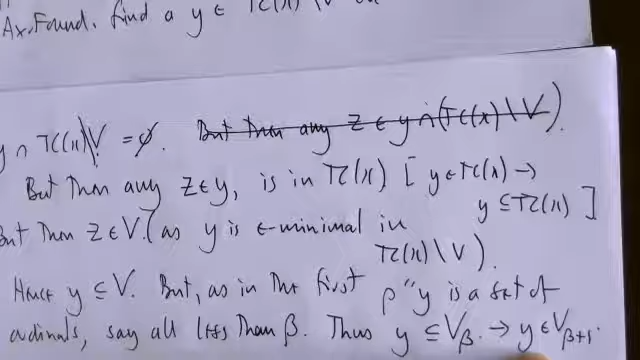 Ax. Found. find a y ∈ TC(x) \ V
y ∩ TC(x)\V = ∅. But then any z ∈ y ∩ (TC(x) \ V).
But then any z ∈ y, is in TC(x) [ y ∈ TC(x) →
y ⊆ TC(x) ]
But then z ∈ V. (as y is ∈-minimal in
TC(x) \ V).
Hence y ⊆ V. But, as in the first ρ"y is a set of
ordinals, say all less than β. Thus y ⊆ V_β. → y ∈ V_β+1.